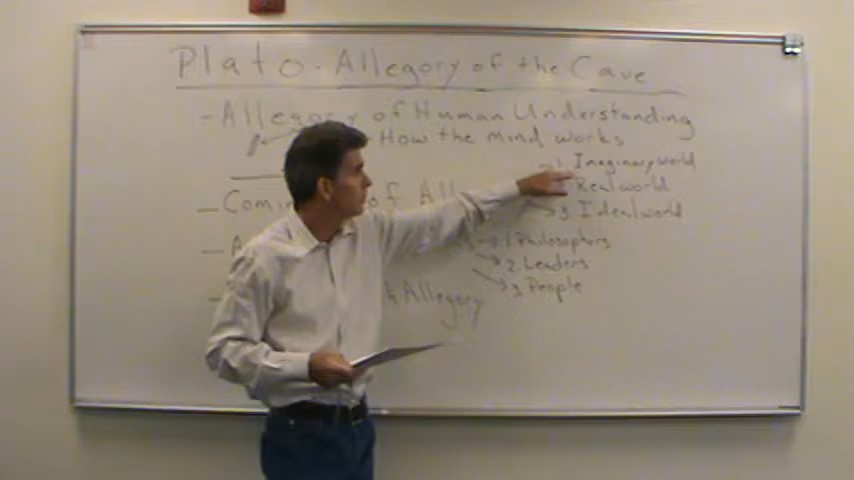 Plato - Allegory of the Cave
- Allegory of Human Understanding
How the mind works
1 Imaginary world
Real world
3 Ideal world
- Comin of All
1. Philosophers
2. Leaders
3 People
Allegory